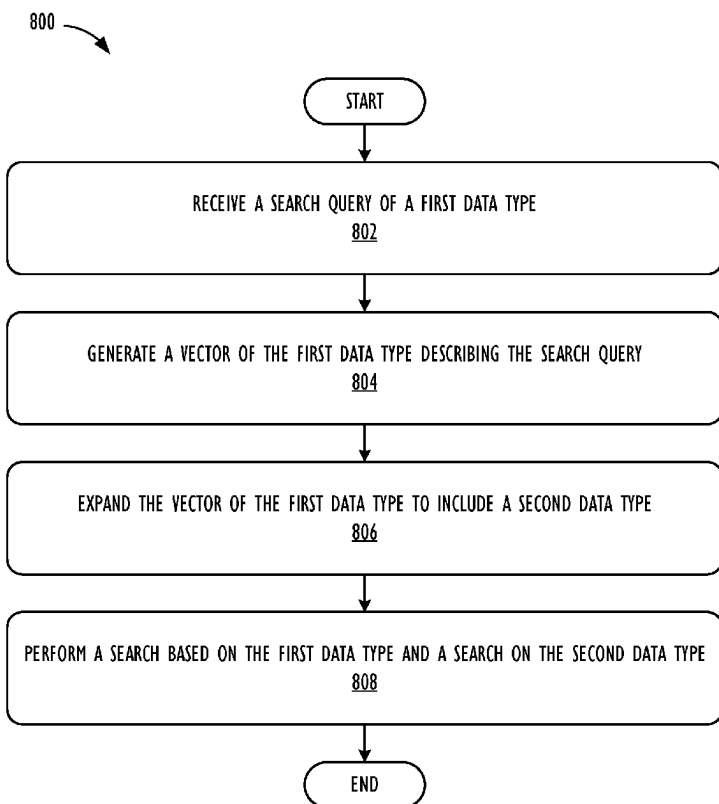 800
START
RECEIVE A SEARCH QUERY OF A FIRST DATA TYPE
802
GENERATE A VECTOR OF THE FIRST DATA TYPE DESCRIBING THE SEARCH QUERY
804
EXPAND THE VECTOR OF THE FIRST DATA TYPE TO INCLUDE A SECOND DATA TYPE
806
PERFORM A SEARCH BASED ON THE FIRST DATA TYPE AND A SEARCH ON THE SECOND DATA TYPE
808
END